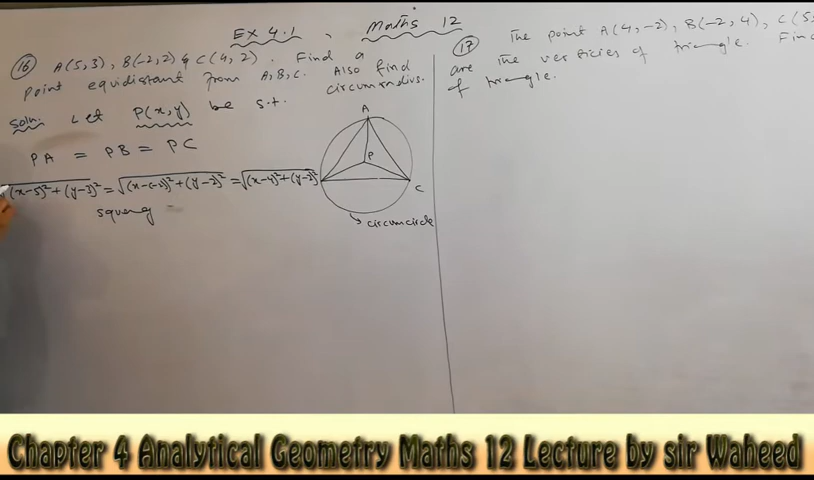 EX 4.1 , Maths 12
(16) A(5,3), B(-2,2) & C(4,2). Find a
point equidistant from A,B,C. Also find
circumradius.
Soln. Let P(x,y) be s.t.
PA = PB = PC
√(x-5)²+(y-3)² = √(x-(-2))²+(y-2)² = √(x-4)²+(y-2)²
A
P
C
circumcircle
(17) The point A(4,-2), B(-2,4), C(5,
are the verticies of triangle. Find
of triangle.
Chapter 4 Analytical Geometry Maths 12 Lecture by sir Waheed